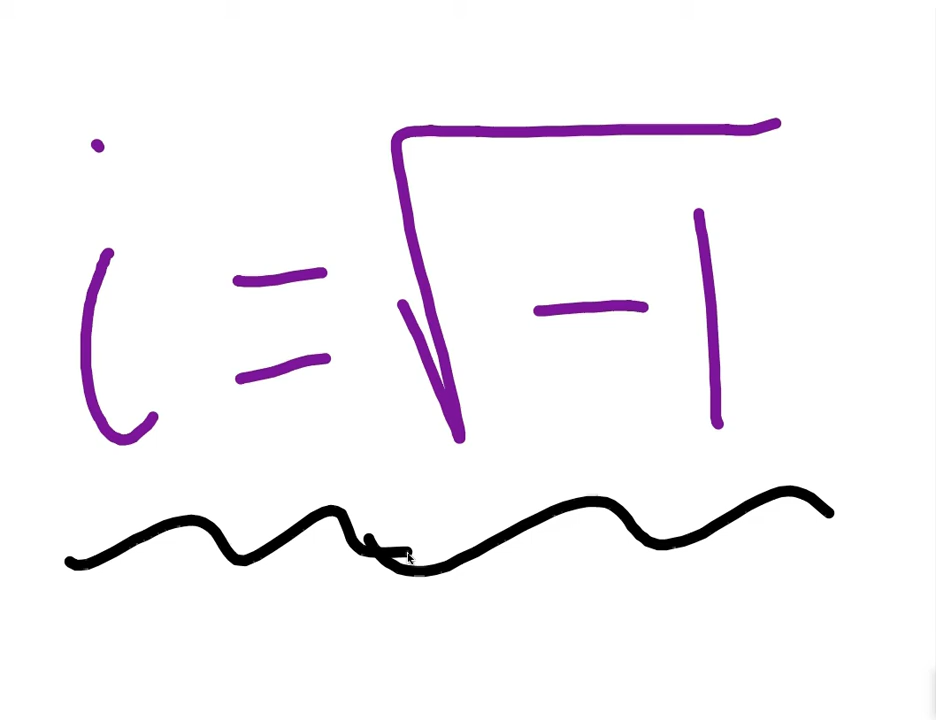 i = √-1